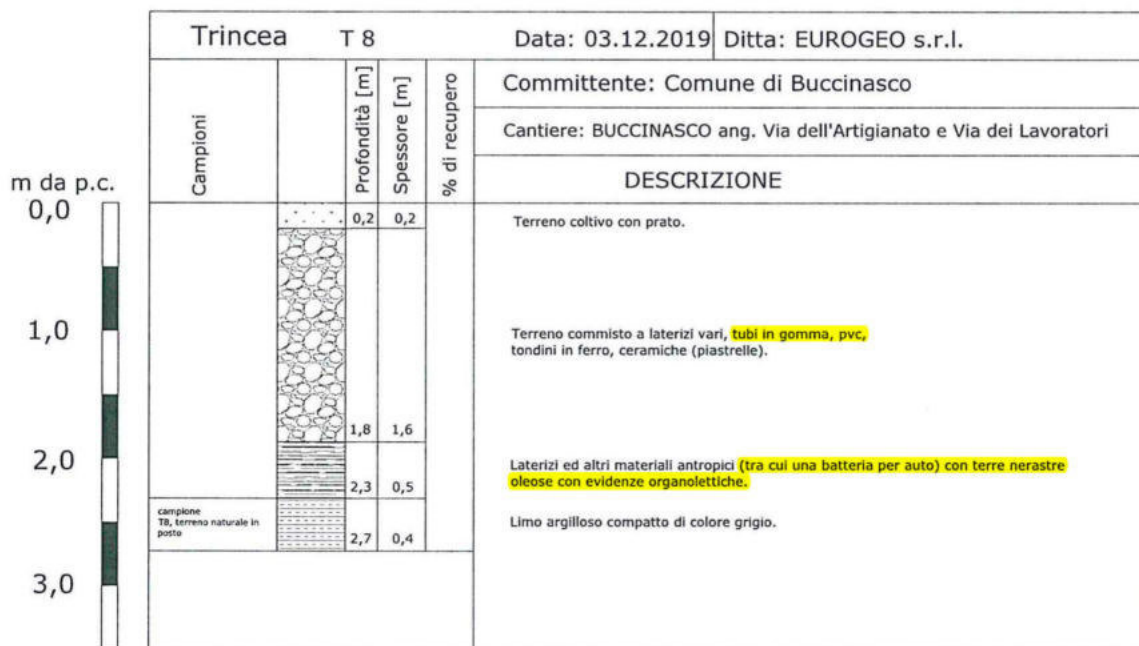 Trincea T 8 Data: 03.12.2019 Ditta: EUROGEO s.r.l.
Campioni
Profondità [m]
Spessore [m]
% di recupero
Committente: Comune di Buccinasco
Cantiere: BUCCINASCO ang. Via dell'Artigianato e Via dei Lavoratori
m da p.c.
DESCRIZIONE
0,0
0,2 0,2
Terreno coltivo con prato.
1,0
Terreno commisto a laterizi vari, tubi in gomma, pvc,
tondini in ferro, ceramiche (piastrelle).
1,8 1,6
2,0
Laterizi ed altri materiali antropici (tra cui una batteria per auto) con terre nerastre
oleose con evidenze organolettiche.
2,3 0,5
campione
T8, terreno naturale in
posto
Limo argilloso compatto di colore grigio.
2,7 0,4
3,0